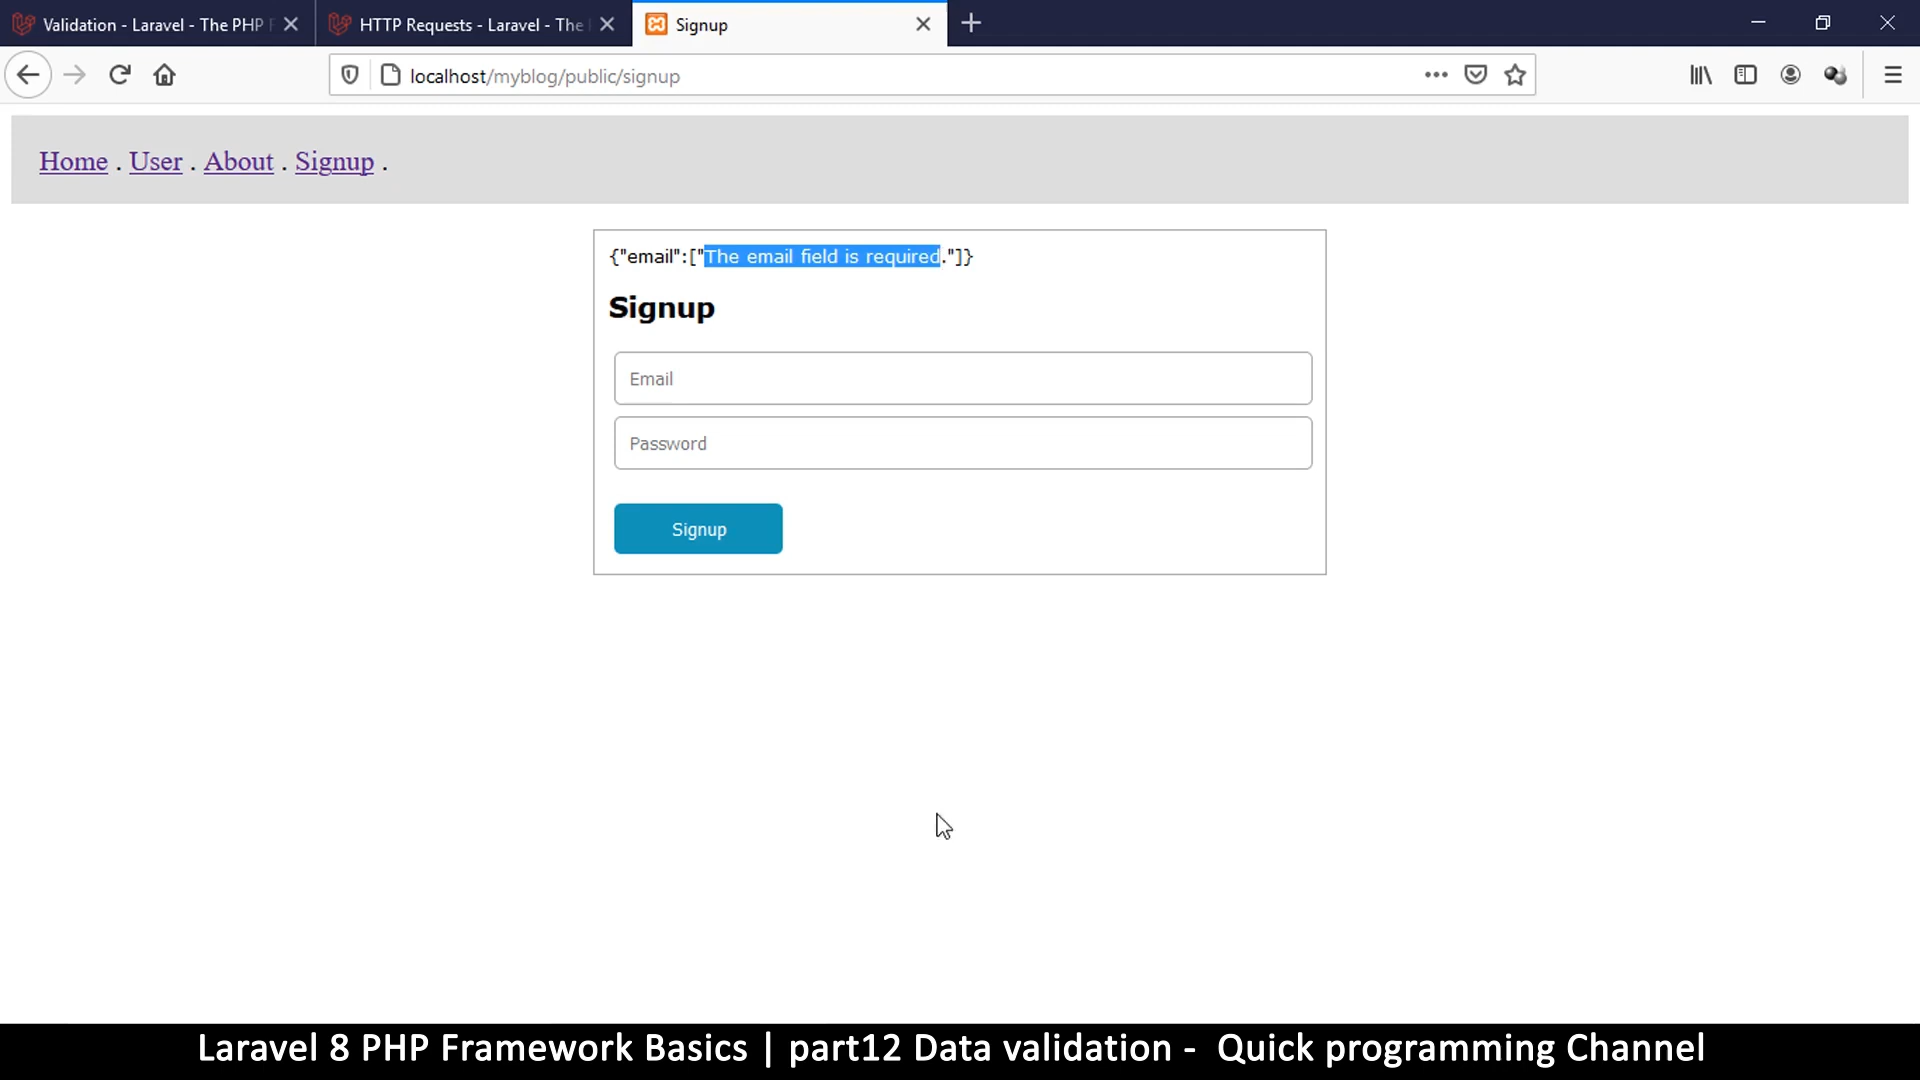 Validation - Laravel - The PHP F
HTTP Requests - Laravel - The
Signup
localhost/myblog/public/signup
Home . User . About . Signup .
{"email":["The email field is required."]}
Signup
Email
Password
Signup
Laravel 8 PHP Framework Basics | part12 Data validation - Quick programming Channel